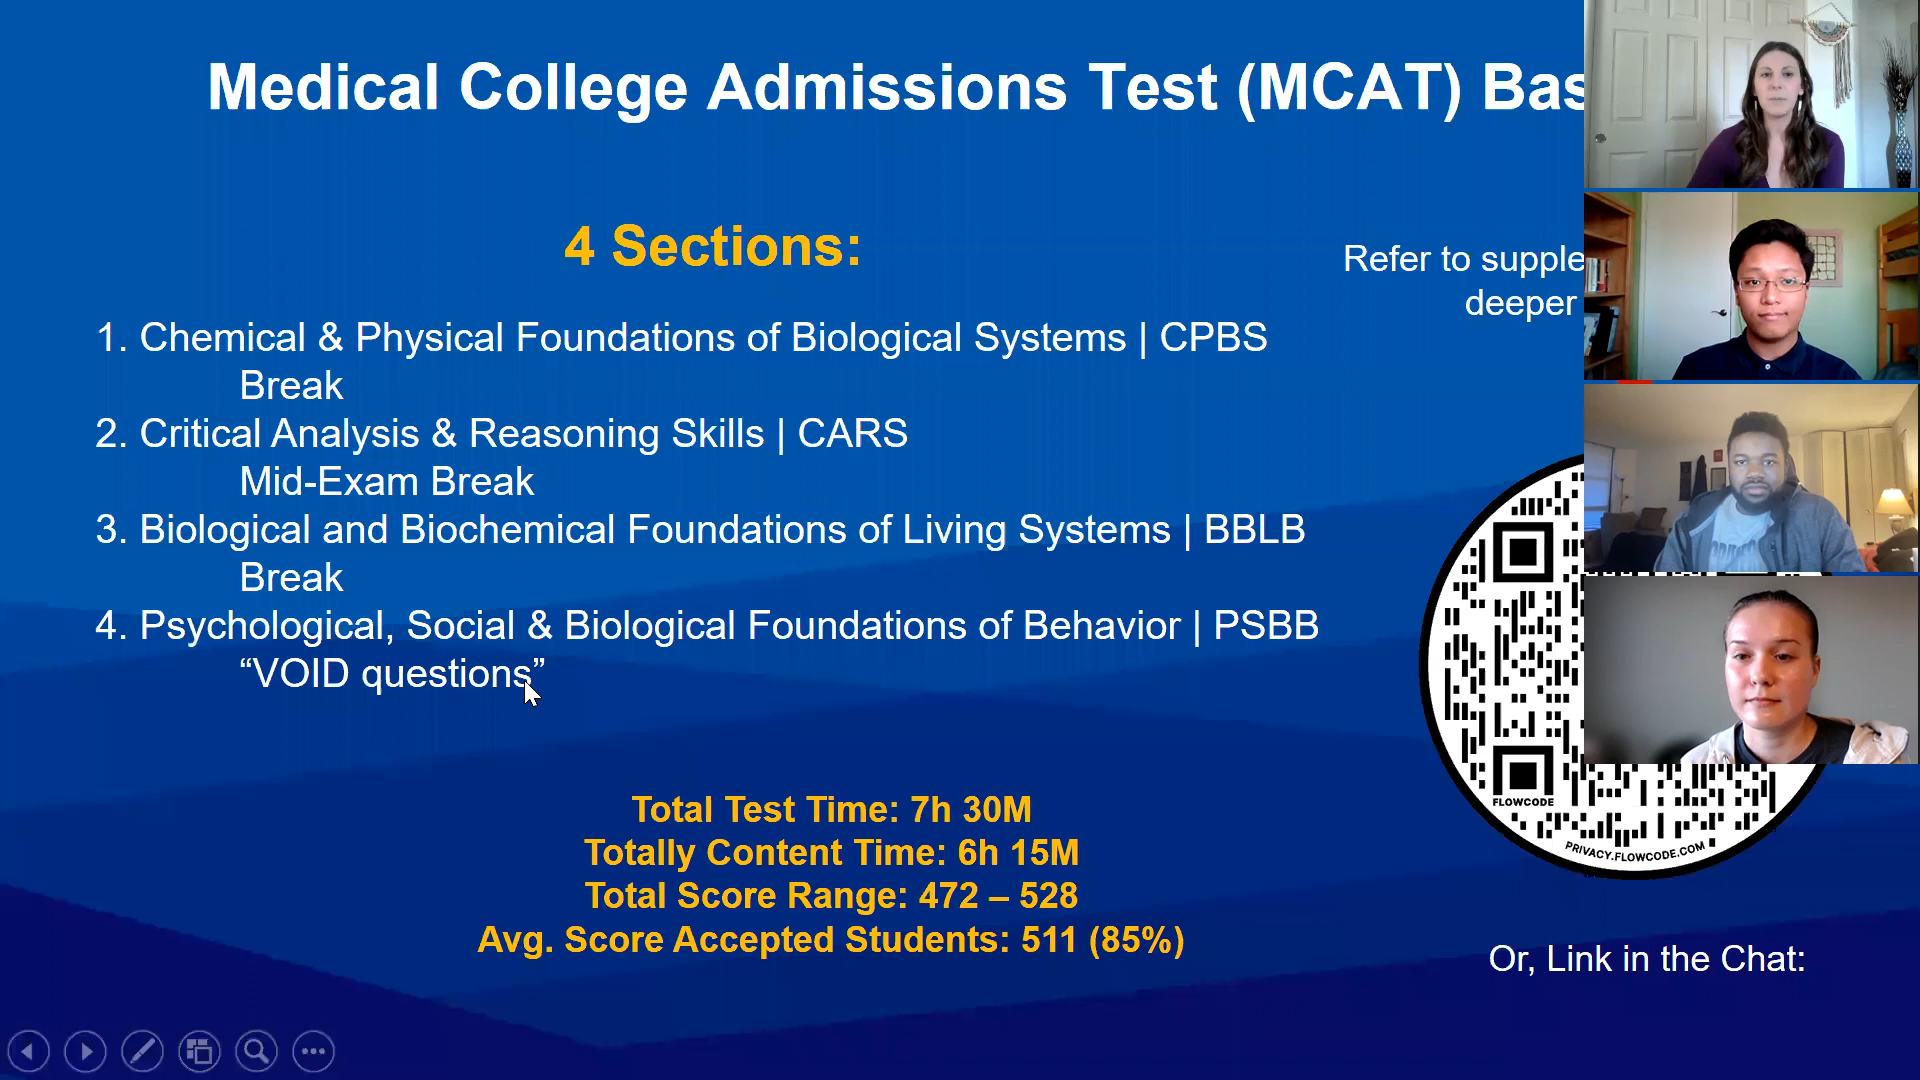 Medical College Admissions Test (MCAT) Bas
4 Sections:
Refer to supple
deeper
1. Chemical & Physical Foundations of Biological Systems | CPBS
Break
2. Critical Analysis & Reasoning Skills | CARS
Mid-Exam Break
3. Biological and Biochemical Foundations of Living Systems | BBLB
Break
4. Psychological, Social & Biological Foundations of Behavior | PSBB
“VOID questions”
Total Test Time: 7h 30M
Totally Content Time: 6h 15M
Total Score Range: 472 – 528
Avg. Score Accepted Students: 511 (85%)
FLOWCODE
PRIVACY.FLOWCODE.COM
Or, Link in the Chat: